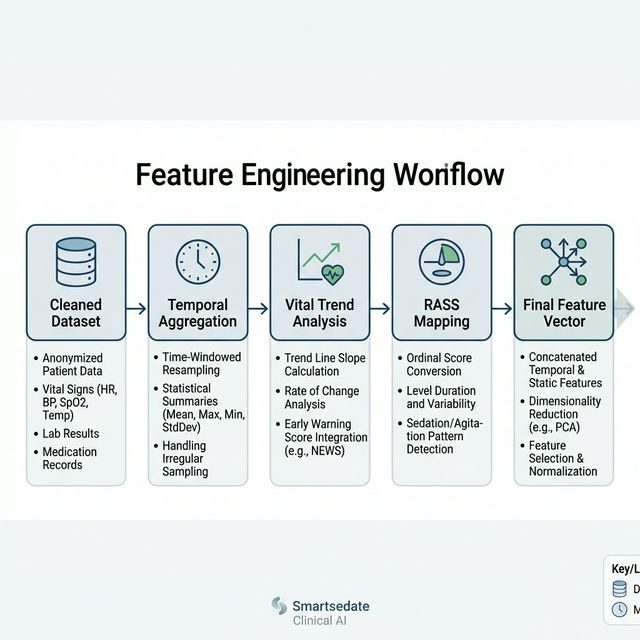 Feature Engineering Woriflow
Cleaned
Dataset
• Anonymized
Patient Data
• Vital Signs (HR,
BP, SpO2,
Temp)
• Lab Results
• Medication
Records
Temporal
Aggregation
• Time-Windowed
Resampling
• Statistical
Summaries
(Mean, Max, Min,
StdDev)
• Handling
Irregular
Sampling
Vital Trend
Analysis
• Trend Line Slope
Calculation
• Rate of Change
Analysis
• Early Warning
Score Integration
(e.g., NEWS)
RASS
Mapping
• Ordinal Score
Conversion
• Level Duration
and Variability
• Sedation/Agita-
tion Pattern
Detection
Final Feature
Vector
• Concatenated
Temporal &
Static Features
• Dimensionality
Reduction
(e.g., PCA)
• Feature
Selection &
Normalization
Key/L
D
M
Smartsedate
Clinical AI